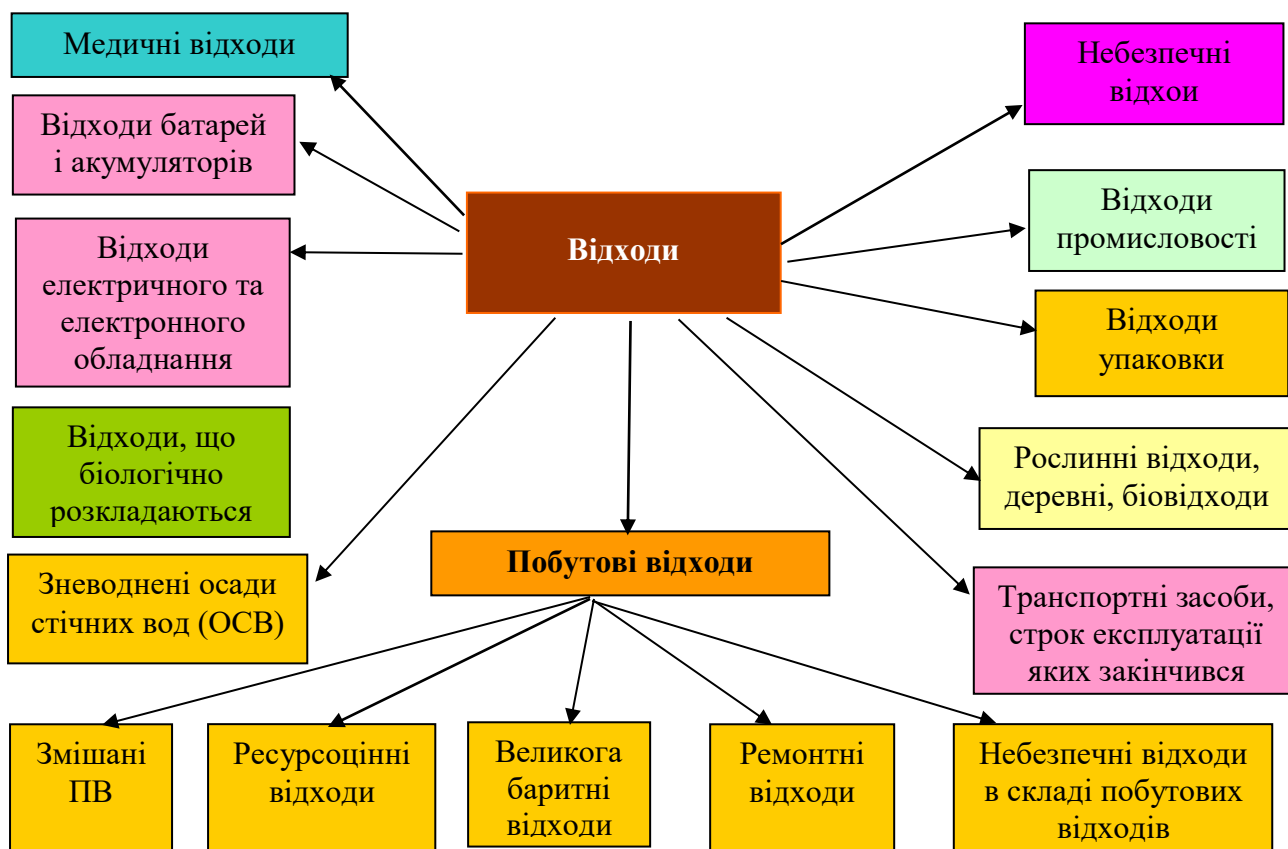 Медичні відходи
Небезпечні
відхои
Відходи батарей
і акумуляторів
Відходи
промисловості
Відходи
Відходи
електричного та
електронного
обладнання
Відходи
упаковки
Відходи, що
біологічно
розкладаються
Рослинні відходи,
деревні, біовідходи
Побутові відходи
Зневоднені осади
стічних вод (ОСВ)
Транспортні засоби,
строк експлуатації
яких закінчився
Змішані
ПВ
Ресурсоцінні
відходи
Великога
баритні
відходи
Ремонтні
відходи
Небезпечні відходи
в складі побутових
відходів